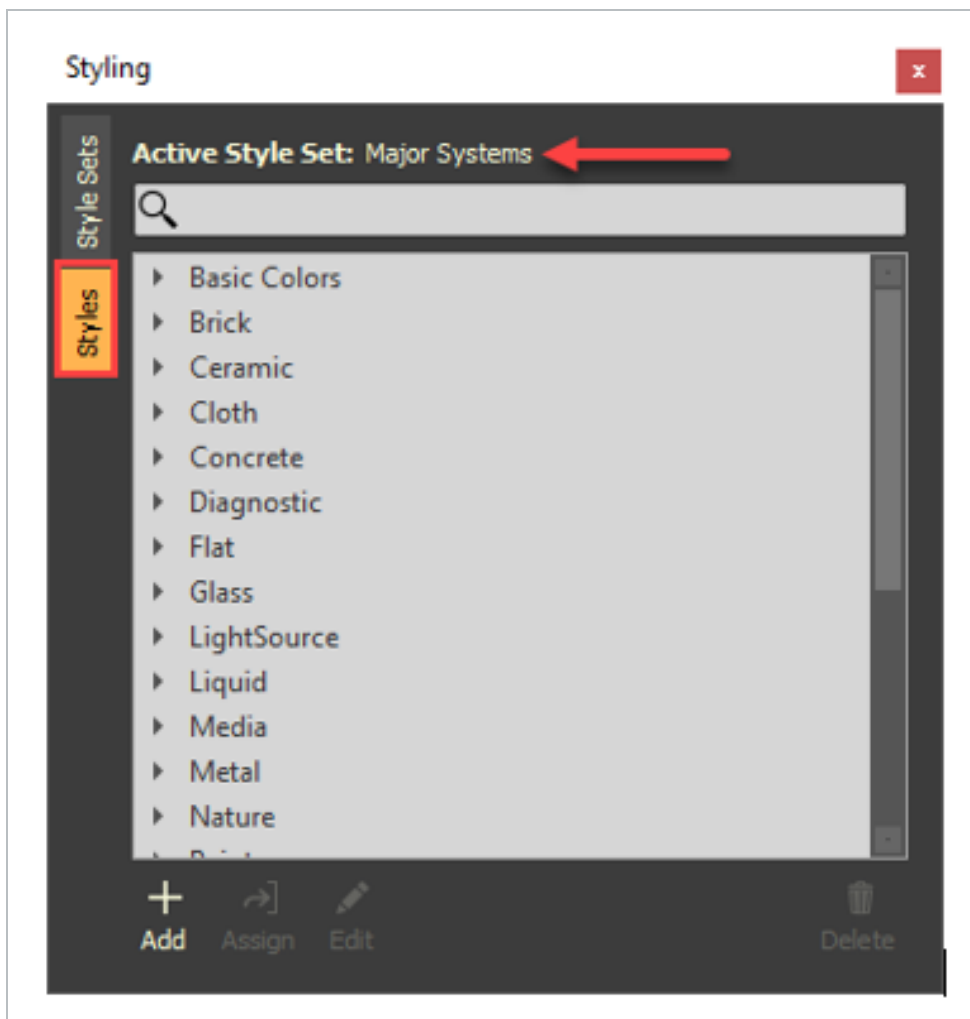 Styling
x
Style Sets
Styles
Active Style Set: Major Systems
Basic Colors
Brick
Ceramic
Cloth
Concrete
Diagnostic
Flat
Glass
LightSource
Liquid
Media
Metal
Nature
Add Assign Edit Delete